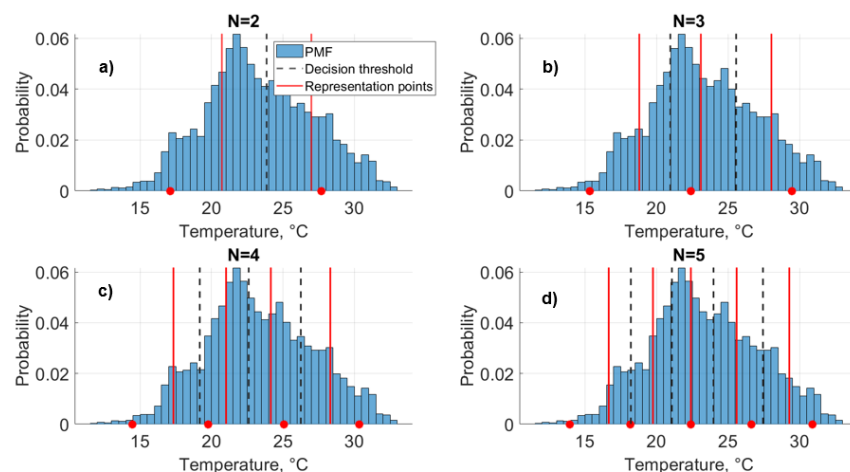 N=2
0.06
0.04
0.02
0
Probability
a)
PMF
Decision threshold
Representation points
15
20
25
30
Temperature, °C
N=3
0.06
0.04
0.02
0
Probability
b)
15
20
25
30
Temperature, °C
N=4
0.06
0.04
0.02
0
Probability
c)
15
20
25
30
Temperature, °C
N=5
0.06
0.04
0.02
0
Probability
d)
15
20
25
30
Temperature, °C